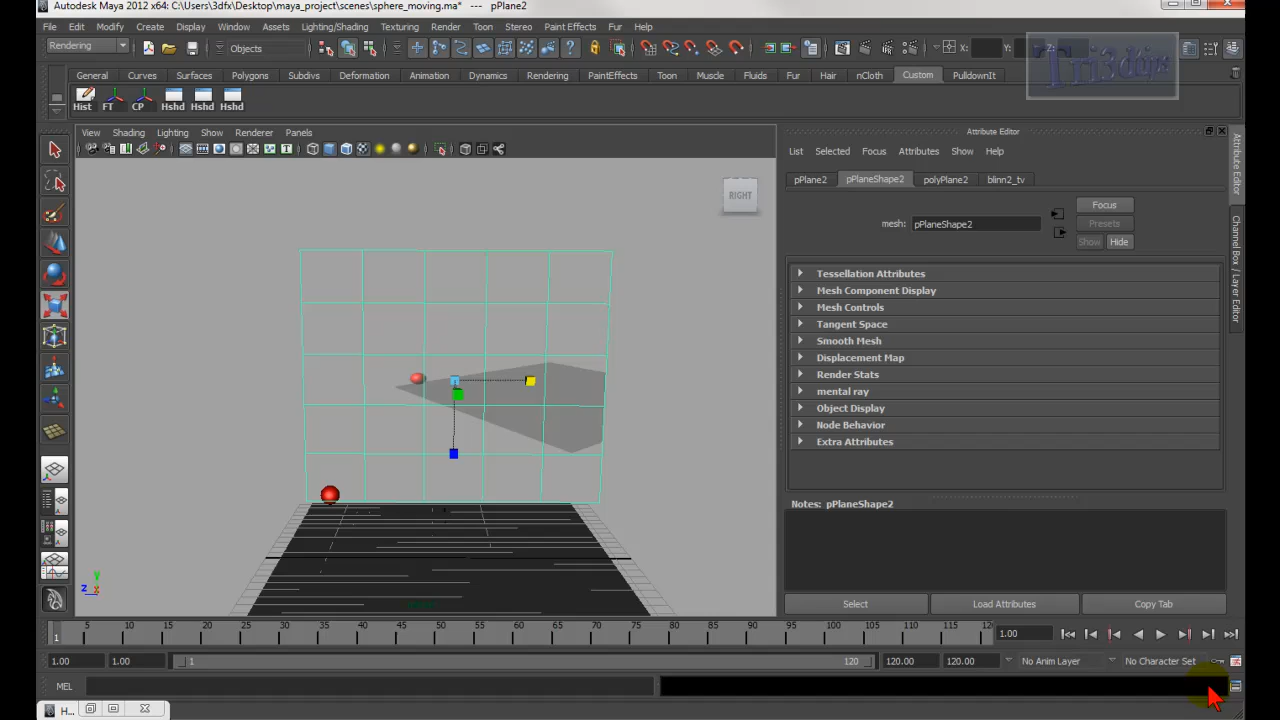 Autodesk Maya 2012 x64: C:\Users\3dfx\Desktop\maya_project\scenes\sphere_moving.ma* --- pPlane2
File Edit Modify Create Display Window Assets Lighting/Shading Texturing Render Toon Stereo Paint Effects Fur Help
Rendering Objects X: Y: Z:
General Curves Surfaces Polygons Subdivs Deformation Animation Dynamics Rendering PaintEffects Toon Muscle Fluids Fur Hair nCloth Custom PulldownIt
Hist FT CP Hshd Hshd Hshd
View Shading Lighting Show Renderer Panels
Attribute Editor
List Selected Focus Attributes Show Help
pPlane2 pPlaneShape2 polyPlane2 blinn2_tv
RIGHT
Focus
mesh: pPlaneShape2
Presets
Show Hide
Tessellation Attributes
Mesh Component Display
Mesh Controls
Tangent Space
Smooth Mesh
Displacement Map
Render Stats
mental ray
Object Display
Node Behavior
Extra Attributes
Notes: pPlaneShape2
Select Load Attributes Copy Tab
Attribute Editor
Channel Box / Layer Editor
y
z x
1 5 10 15 20 25 30 35 40 45 50 55 60 65 70 75 80 85 90 95 100 105 110 115 12 1.00
1.00 1.00 1 120 120.00 120.00 No Anim Layer No Character Set
MEL
H...